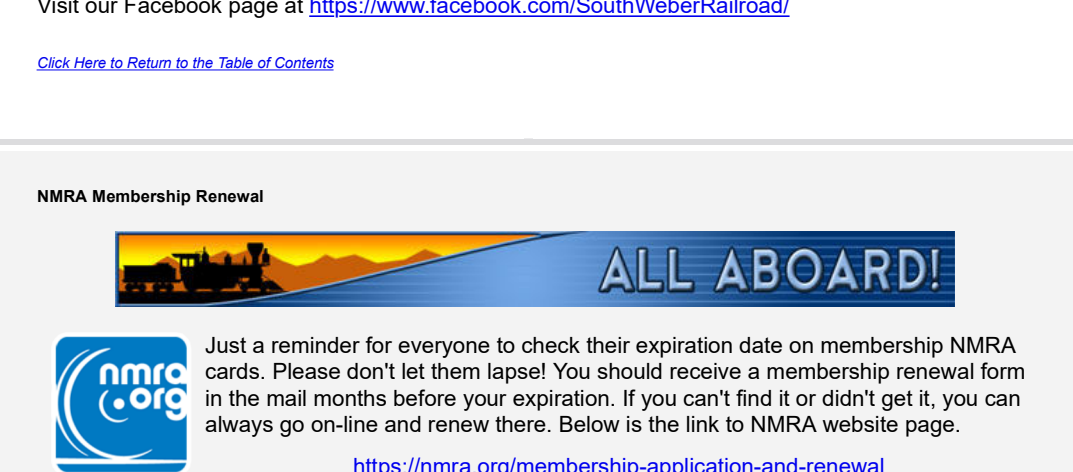 Visit our Facebook page at https://www.facebook.com/SouthWeberRailroad/
Click Here to Return to the Table of Contents
NMRA Membership Renewal
ALL ABOARD!
nmra
.org
Just a reminder for everyone to check their expiration date on membership NMRA
cards. Please don't let them lapse! You should receive a membership renewal form
in the mail months before your expiration. If you can't find it or didn't get it, you can
always go on-line and renew there. Below is the link to NMRA website page.
https://nmra.org/membership-application-and-renewal